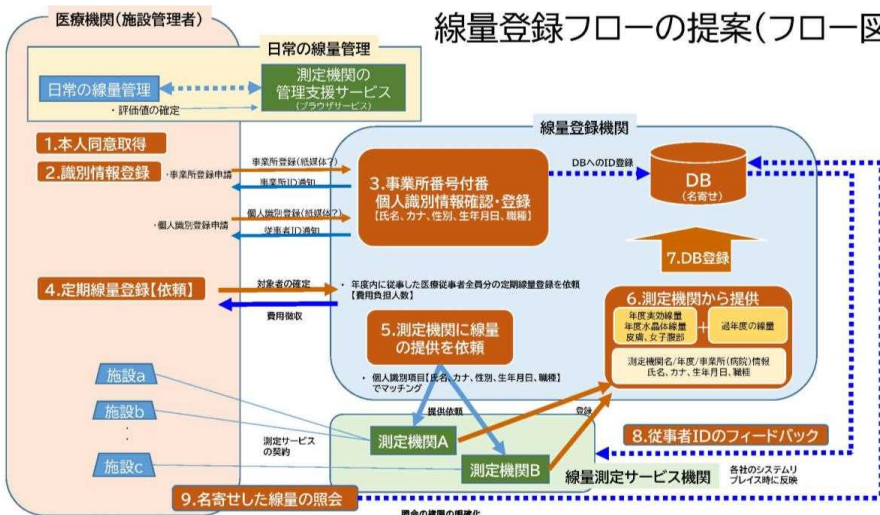 線量登録フローの提案(フロー図
医療機関(施設管理者)
日常の線量管理
日常の線量管理
測定機関の
管理支援サービス
(ブラウザサービス)
・評価値の確定
線量登録機関
1.本人同意取得
2.識別情報登録
・事業所登録申請
事業所登録(紙媒体?)
事業所ID通知
・個人識別登録申請
個人識別登録(紙媒体?)
従事者ID通知
3.事業所番号付番
個人識別情報確認・登録
【氏名、カナ、性別、生年月日、職種】
DBへのID登録
DB
(名寄せ)
7.DB登録
4.定期線量登録【依頼】
対象者の確定
費用徴収
・ 年度内に従事した医療従事者全員分の定期線量登録を依頼
【費用負担人数】
5.測定機関に線量
の提供を依頼
・ 個人識別項目【氏名、カナ、性別、生年月日、職種】
でマッチング
6.測定機関から提供
年度実効線量
年度水晶体線量
皮膚、女子腹部
+
過年度の線量
測定機関名/年度/事業所(病院)情報
氏名、カナ、生年月日、職種
施設a
施設b
・
・
施設c
測定サービス
の契約
提供依頼
登録
測定機関A
測定機関B
線量測定サービス機関
8.従事者IDのフィードバック
各社のシステムリ
プレイス時に反映
9.名寄せした線量の照会